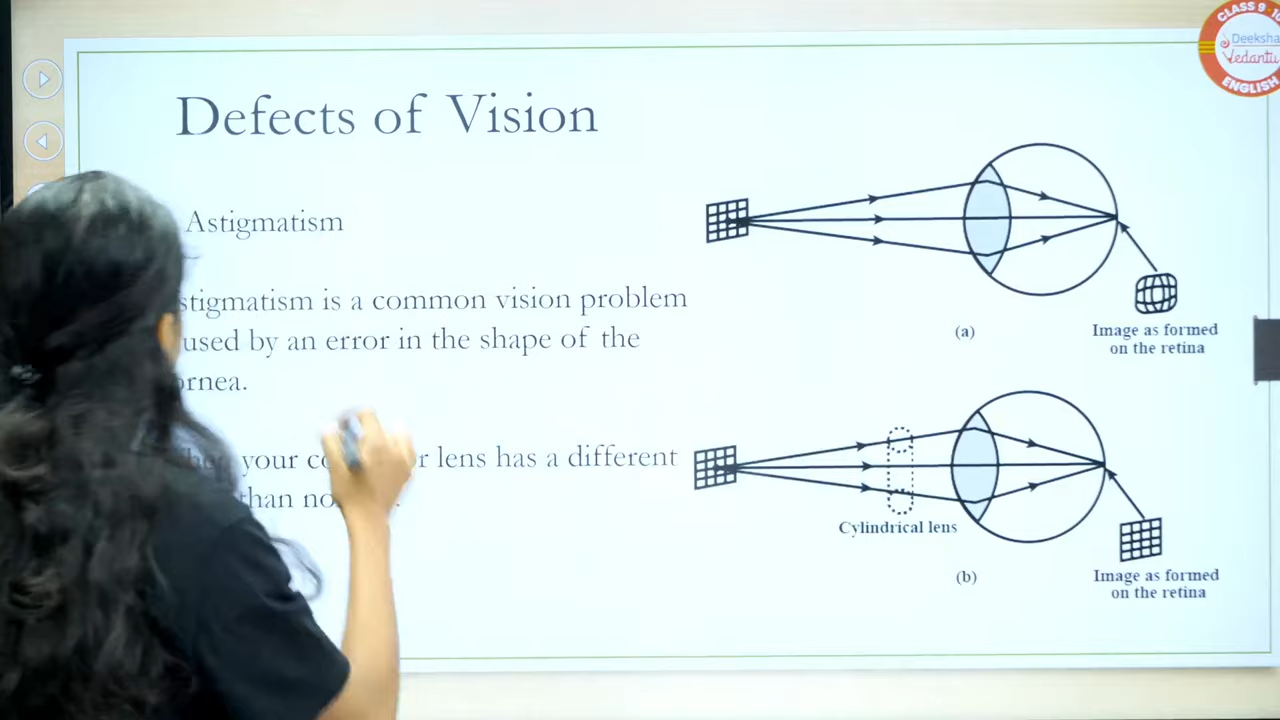 Defects of Vision
Astigmatism
stigmatism is a common vision problem
used by an error in the shape of the
ornea.
your co r lens has a different
than no
(a)
Image as formed
on the retina
Cylindrical lens
(b)
Image as formed
on the retina
CLASS 9-10
Deeksha
Vedantu
ENGLISH